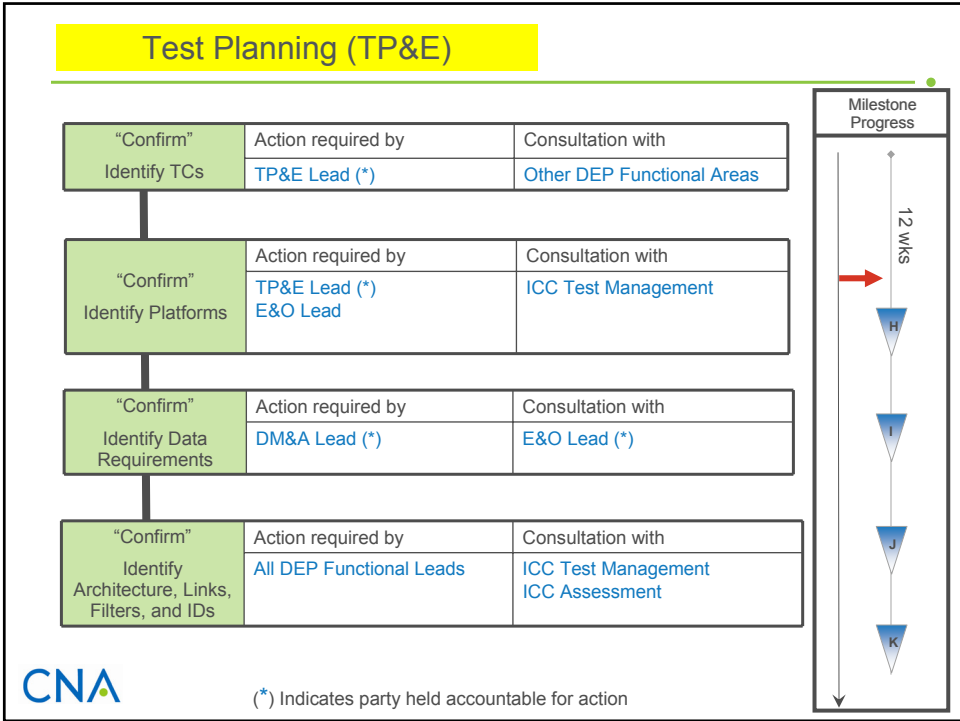 Test Planning (TP&E)
Milestone
Progress
"Confirm"
Identify TCs
Action required by
Consultation with
TP&E Lead (*)
Other DEP Functional Areas
12 wks
"Confirm"
Identify Platforms
Action required by
Consultation with
TP&E Lead (*)
E&O Lead
ICC Test Management
H
"Confirm"
Identify Data
Requirements
Action required by
Consultation with
DM&A Lead (*)
E&O Lead (*)
I
"Confirm"
Identify
Architecture, Links,
Filters, and IDs
Action required by
Consultation with
All DEP Functional Leads
ICC Test Management
ICC Assessment
J
K
CNA
(*) Indicates party held accountable for action